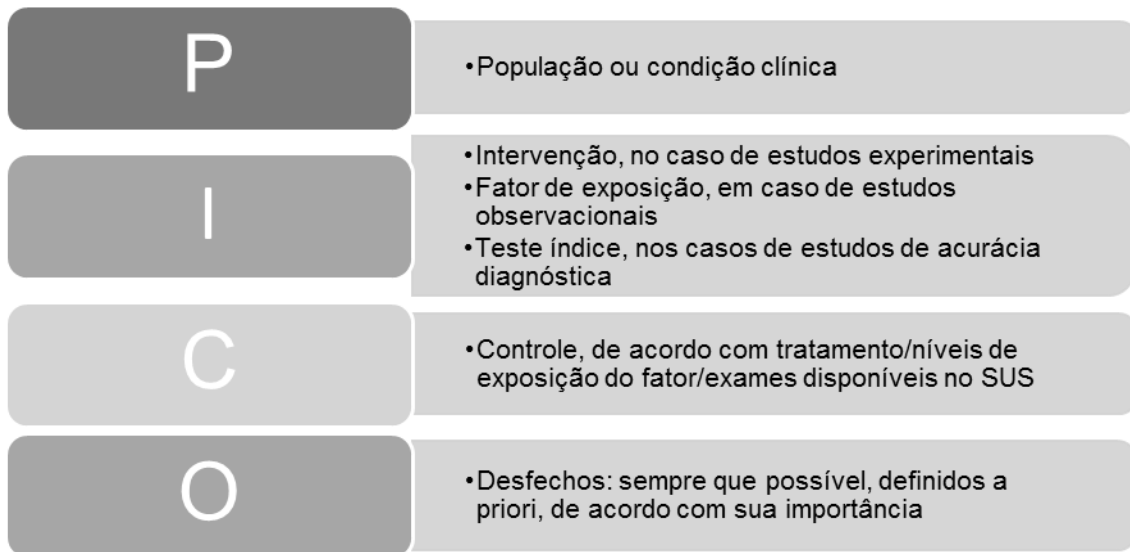 P
•População ou condição clínica
I
•Intervenção, no caso de estudos experimentais
•Fator de exposição, em caso de estudos
observacionais
•Teste índice, nos casos de estudos de acurácia
diagnóstica
C
•Controle, de acordo com tratamento/níveis de
exposição do fator/exames disponíveis no SUS
O
•Desfechos: sempre que possível, definidos a
priori, de acordo com sua importância